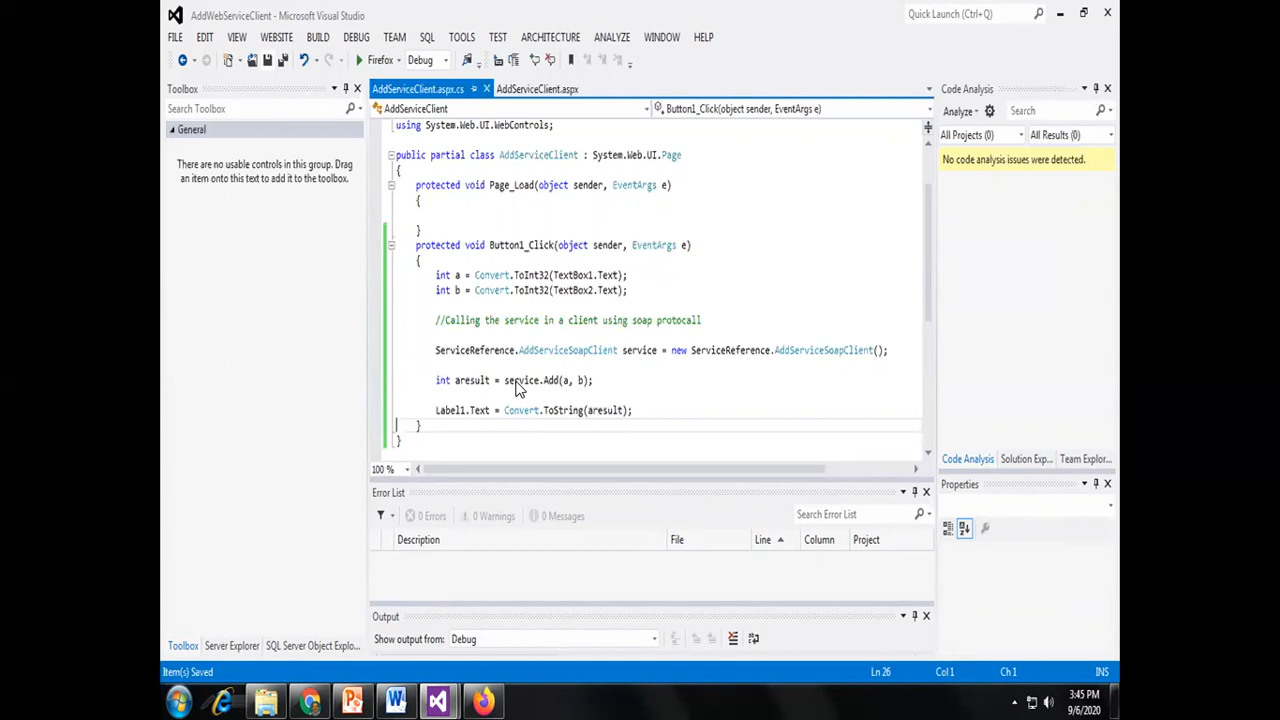 AddWebServiceClient - Microsoft Visual Studio
Quick Launch (Ctrl+Q)
FILE EDIT VIEW WEBSITE BUILD DEBUG TEAM SQL TOOLS TEST ARCHITECTURE ANALYZE WINDOW HELP
Firefox Debug
Toolbox
Search Toolbox
General
There are no usable controls in this group. Drag
an item onto this text to add it to the toolbox.
AddServiceClient.aspx.cs AddServiceClient.aspx
AddServiceClient Button1_Click(object sender, EventArgs e)
using System.Web.UI.WebControls;
public partial class AddServiceClient : System.Web.UI.Page
{
protected void Page_Load(object sender, EventArgs e)
{
}
protected void Button1_Click(object sender, EventArgs e)
{
int a = Convert.ToInt32(TextBox1.Text);
int b = Convert.ToInt32(TextBox2.Text);
//Calling the service in a client using soap protocall
ServiceReference.AddServiceSoapClient service = new ServiceReference.AddServiceSoapClient();
int aresult = service.Add(a, b);
Label1.Text = Convert.ToString(aresult);
}
}
100 %
Code Analysis
Analyze Search
All Projects (0) All Results (0)
No code analysis issues were detected.
Code Analysis Solution Exp... Team Explor...
Properties
Error List
0 Errors 0 Warnings 0 Messages Search Error List
Description File Line Column Project
Output
Show output from: Debug
Toolbox Server Explorer SQL Server Object Explo...
Item(s) Saved Ln 26 Col 1 Ch 1 INS
3:45 PM
9/6/2020